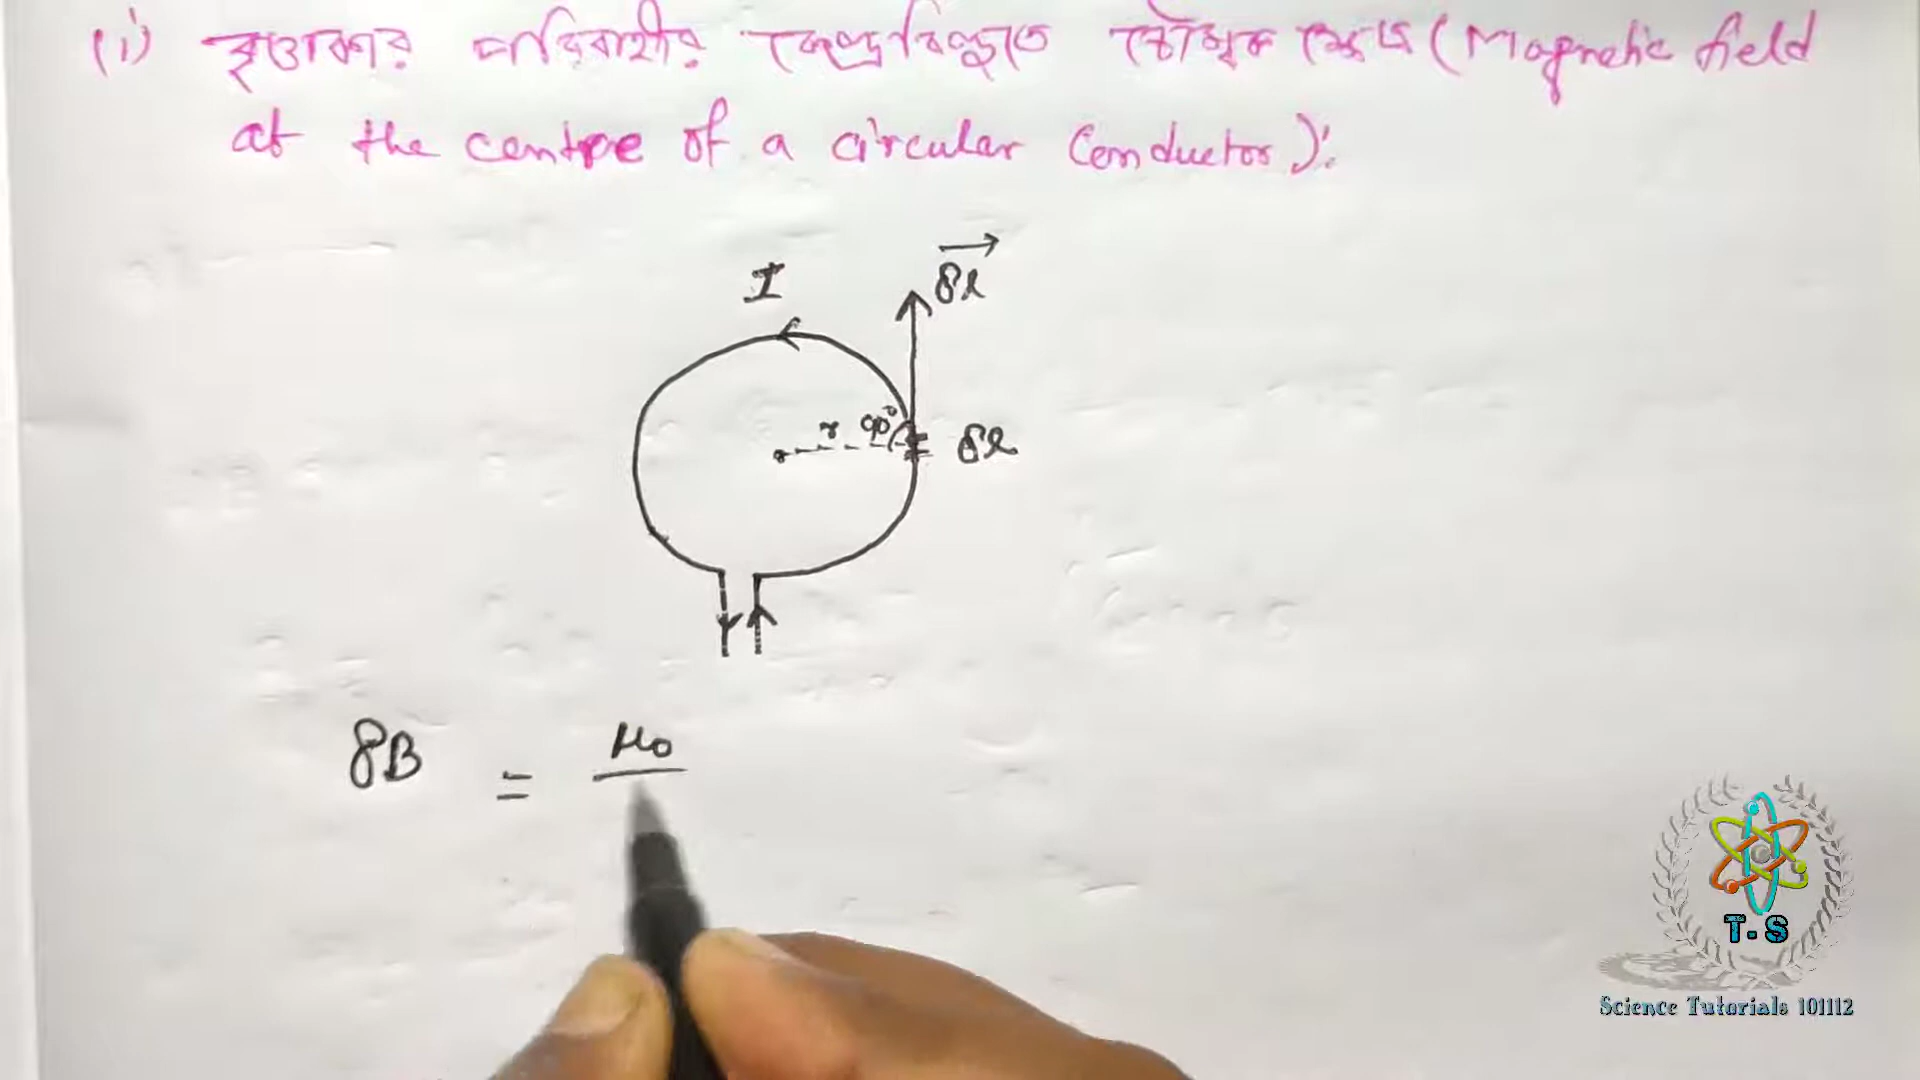 (i) বৃত্তাকার পরিবাহীর কেন্দ্রবিন্দুতে চৌম্বক ক্ষেত্র (Magnetic field
at the centre of a circular Conductor):
I
δl
r 90° δl
δB = μ0
T.S
Science Tutorials 101112